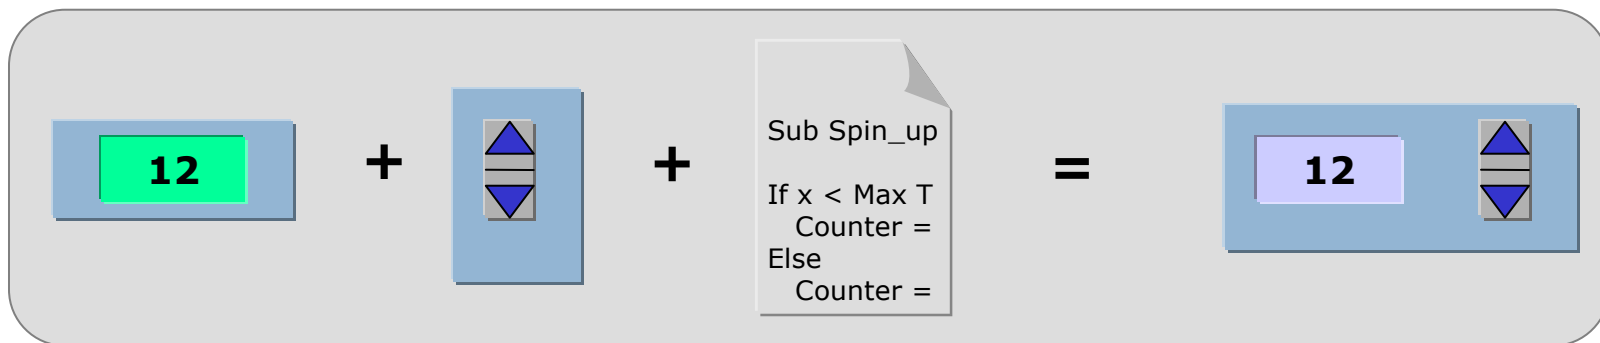 12
+
+
Sub Spin_up
If x < Max T
Counter =
Else
Counter =
=
12